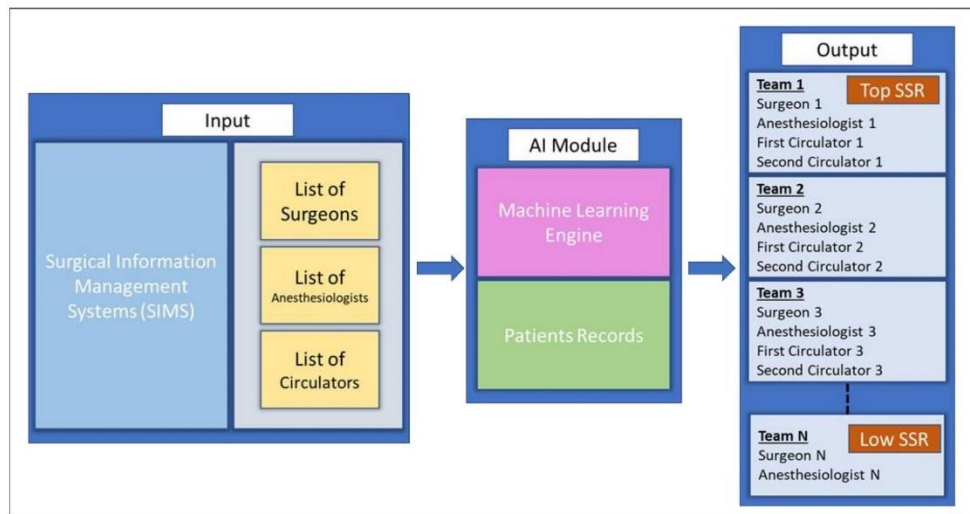 Input
Surgical Information
Management
Systems (SIMS)
List of
Surgeons
List of
Anesthesiologists
List of
Circulators
AI Module
Machine Learning
Engine
Patients Records
Output
Team 1
Top SSR
Surgeon 1
Anesthesiologist 1
First Circulator 1
Second Circulator 1
Team 2
Surgeon 2
Anesthesiologist 2
First Circulator 2
Second Circulator 2
Team 3
Surgeon 3
Anesthesiologist 3
First Circulator 3
Second Circulator 3
Team N
Low SSR
Surgeon N
Anesthesiologist N